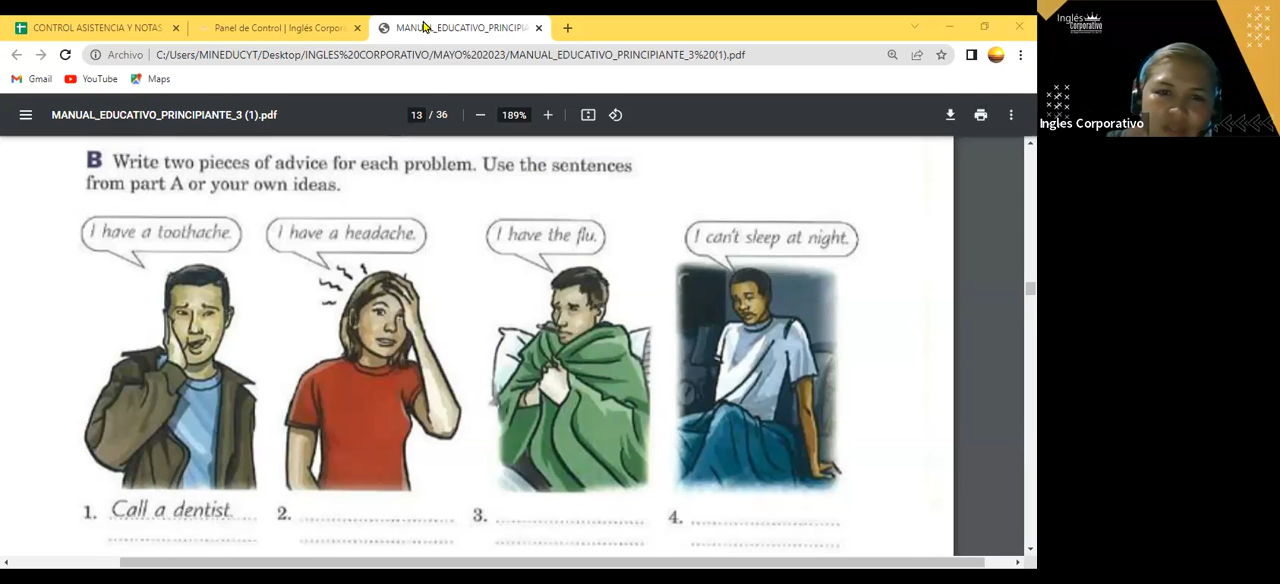 CONTROL ASISTENCIA Y NOTAS
Panel de Control | Inglés Corpora
MANUAL_EDUCATIVO_PRINCIPIA
Archivo C:/Users/MINEDUCYT/Desktop/INGLES%20CORPORATIVO/MAYO%202023/MANUAL_EDUCATIVO_PRINCIPIANTE_3%20(1).pdf
Gmail YouTube Maps
MANUAL_EDUCATIVO_PRINCIPIANTE_3 (1).pdf 13 / 36 189%
Inglés
Corporativo
Ingles Corporativo
B Write two pieces of advice for each problem. Use the sentences
from part A or your own ideas.
I have a toothache.
I have a headache.
I have the flu.
I can't sleep at night.
1. Call a dentist.
2.
3.
4.